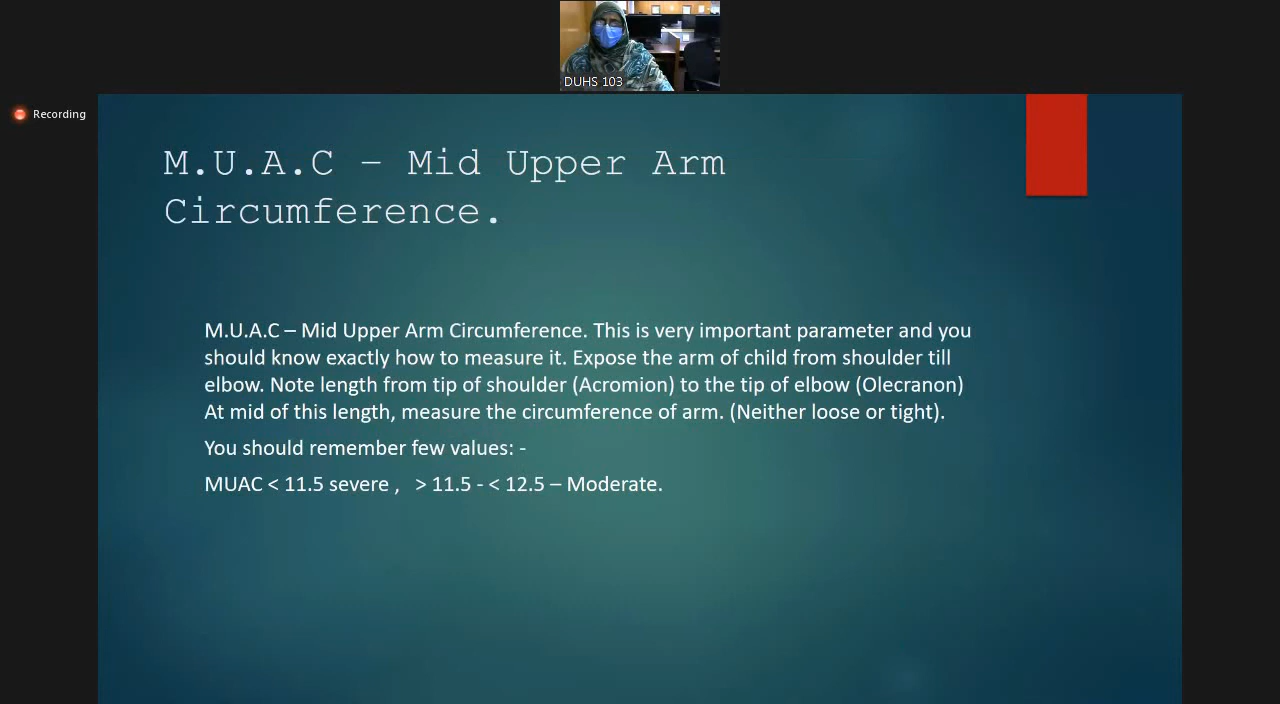 DUHS 103
Recording
M.U.A.C – Mid Upper Arm
Circumference.
M.U.A.C – Mid Upper Arm Circumference. This is very important parameter and you
should know exactly how to measure it. Expose the arm of child from shoulder till
elbow. Note length from tip of shoulder (Acromion) to the tip of elbow (Olecranon)
At mid of this length, measure the circumference of arm. (Neither loose or tight).
You should remember few values: -
MUAC < 11.5 severe ,   > 11.5 - < 12.5 – Moderate.